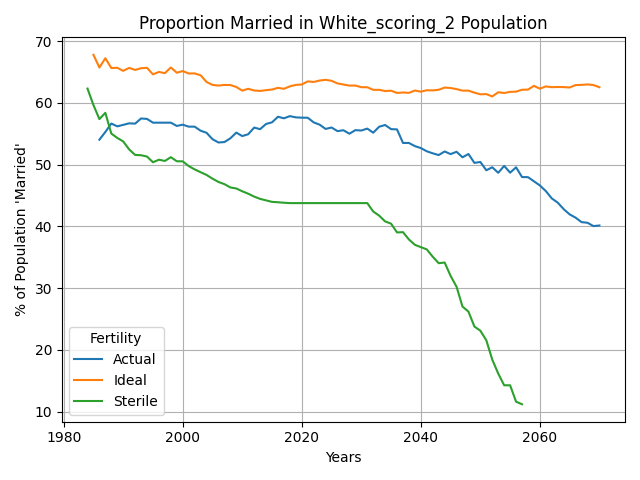 Proportion Married in White_scoring_2 Population
% of Population 'Married'
70
60
50
40
30
20
10
Fertility
Actual
Ideal
Sterile
1980
2000
2020
2040
2060
Years